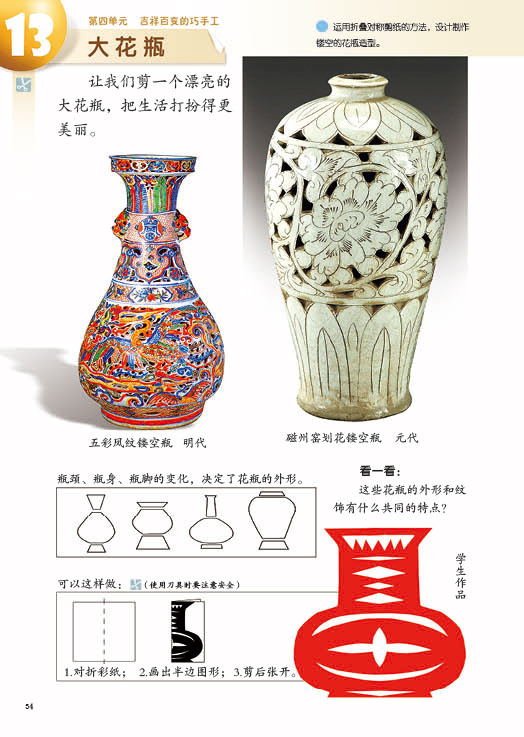 13
第四单元 吉祥百变的巧手工
大花瓶
运用折叠对称剪纸的方法，设计制作
镂空的花瓶造型。
让我们剪一个漂亮的
大花瓶，把生活打扮得更
美丽。
五彩凤纹镂空瓶 明代
磁州窑划花镂空瓶 元代
瓶颈、瓶身、瓶脚的变化，决定了花瓶的外形。
看一看：
这些花瓶的外形和纹
饰有什么共同的特点？
学生作品
可以这样做：（使用刀具时要注意安全）
1.对折彩纸； 2.画出半边图形； 3.剪后张开。
54